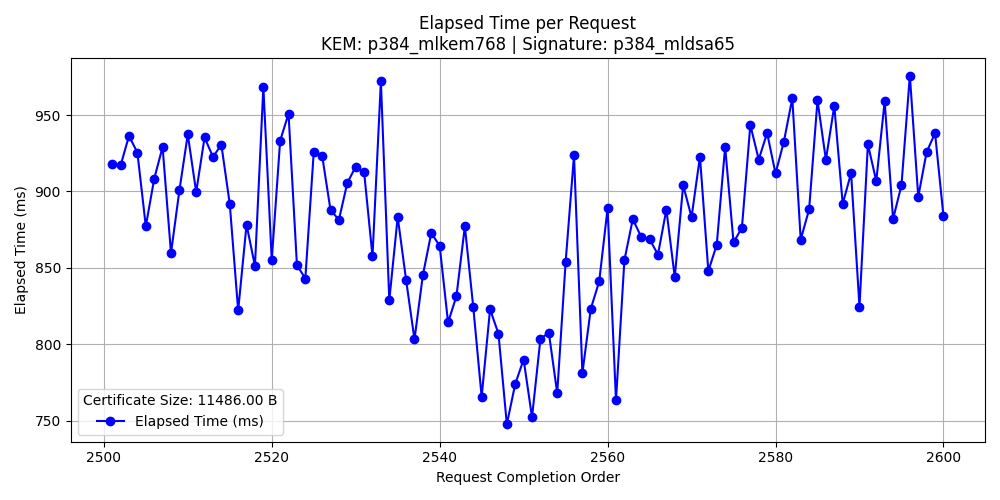 Elapsed Time per Request
KEM: p384_mlkem768 | Signature: p384_mldsa65
Elapsed Time (ms)
950
900
850
800
750
Certificate Size: 11486.00 B
Elapsed Time (ms)
2500 2520 2540 2560 2580 2600
Request Completion Order